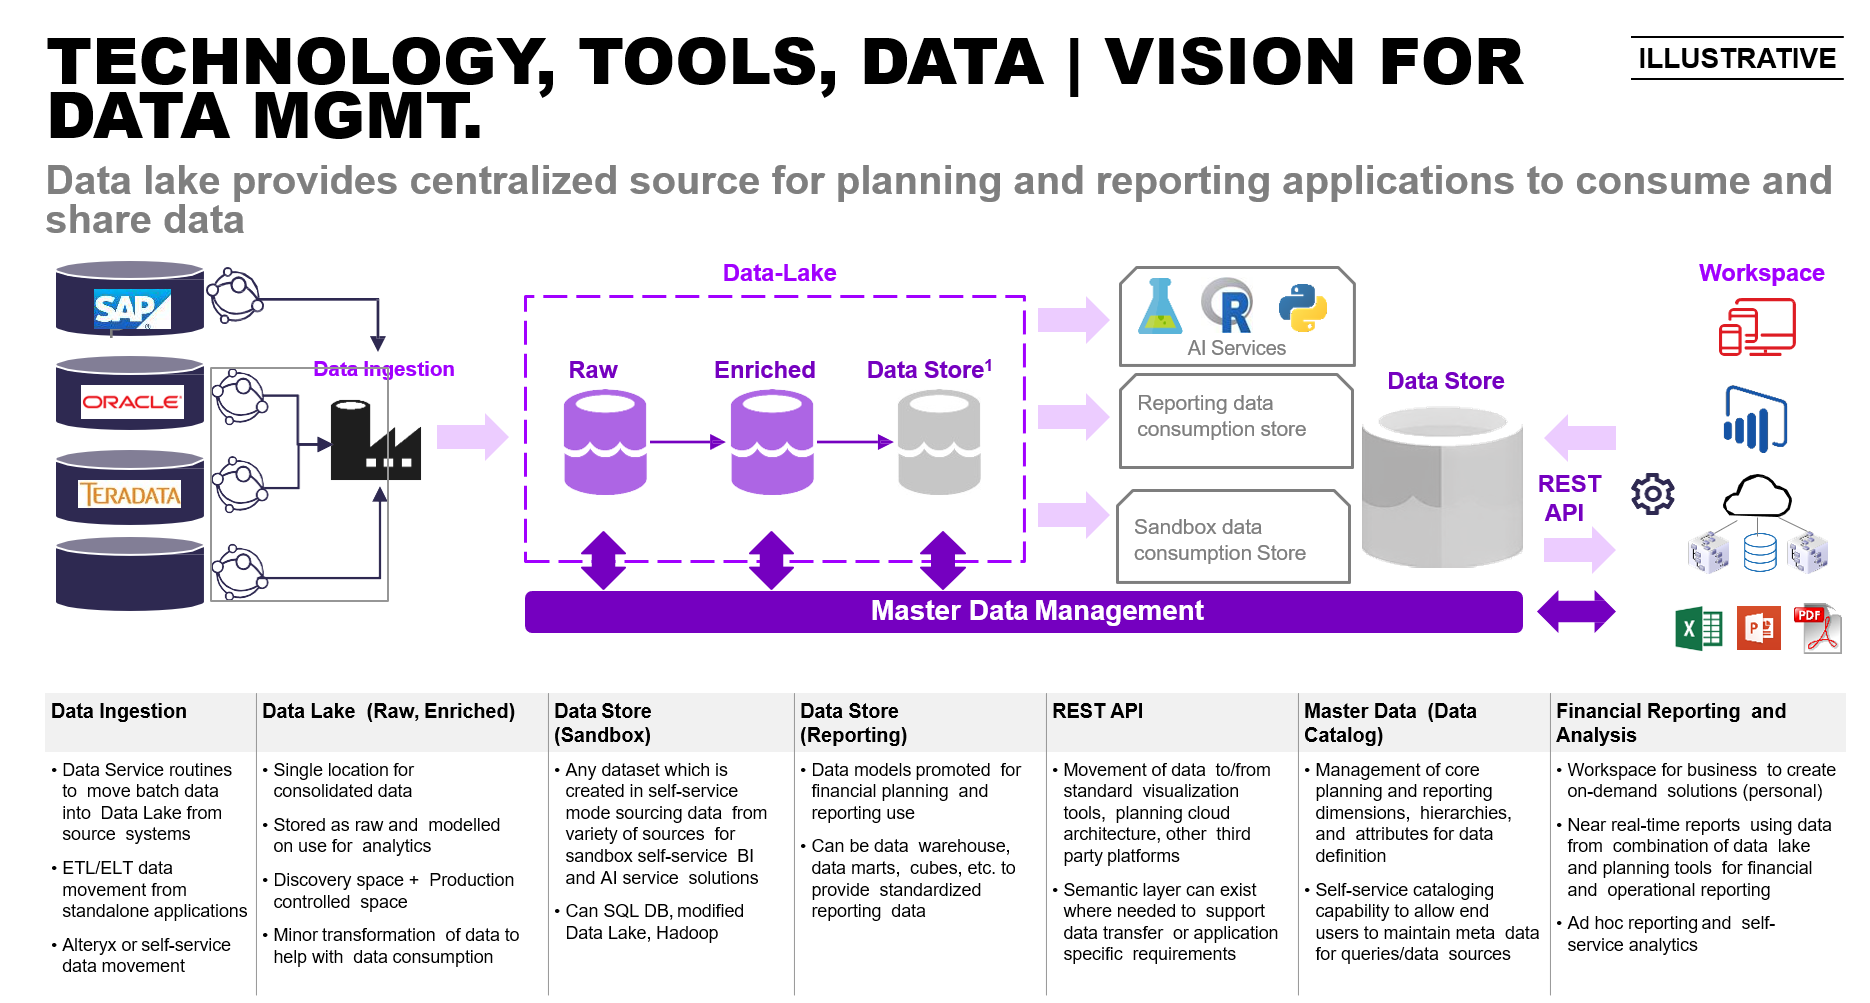 TECHNOLOGY, TOOLS, DATA | VISION FOR
DATA MGMT.
ILLUSTRATIVE
Data lake provides centralized source for planning and reporting applications to consume and
share data
SAP
ORACLE
TERADATA
Data Ingestion
Data-Lake
Raw
Enriched
Data Store¹
R
AI Services
Reporting data
consumption store
Sandbox data
consumption Store
Data Store
REST
API
Workspace
Master Data Management
X
P
PDF
Data Ingestion
• Data Service routines
to move batch data
into Data Lake from
source systems
• ETL/ELT data
movement from
standalone applications
• Alteryx or self-service
data movement
Data Lake (Raw, Enriched)
• Single location for
consolidated data
• Stored as raw and modelled
on use for analytics
• Discovery space + Production
controlled space
• Minor transformation of data to
help with data consumption
Data Store
(Sandbox)
• Any dataset which is
created in self-service
mode sourcing data from
variety of sources for
sandbox self-service BI
and AI service solutions
• Can SQL DB, modified
Data Lake, Hadoop
Data Store
(Reporting)
• Data models promoted for
financial planning and
reporting use
• Can be data warehouse,
data marts, cubes, etc. to
provide standardized
reporting data
REST API
• Movement of data to/from
standard visualization
tools, planning cloud
architecture, other third
party platforms
• Semantic layer can exist
where needed to support
data transfer or application
specific requirements
Master Data (Data
Catalog)
• Management of core
planning and reporting
dimensions, hierarchies,
and attributes for data
definition
• Self-service cataloging
capability to allow end
users to maintain meta data
for queries/data sources
Financial Reporting and
Analysis
• Workspace for business to create
on-demand solutions (personal)
• Near real-time reports using data
from combination of data lake
and planning tools for financial
and operational reporting
• Ad hoc reporting and self-
service analytics